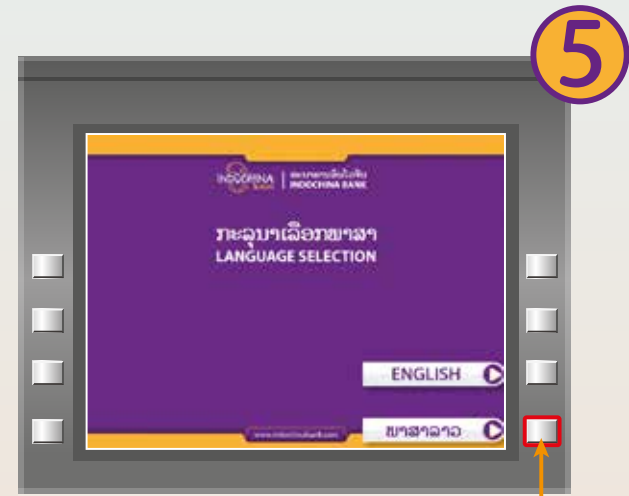 5
INDOCHINA BANK
ກະລຸນາເລືອກພາສາ
LANGUAGE SELECTION
ENGLISH
ພາສາລາວ